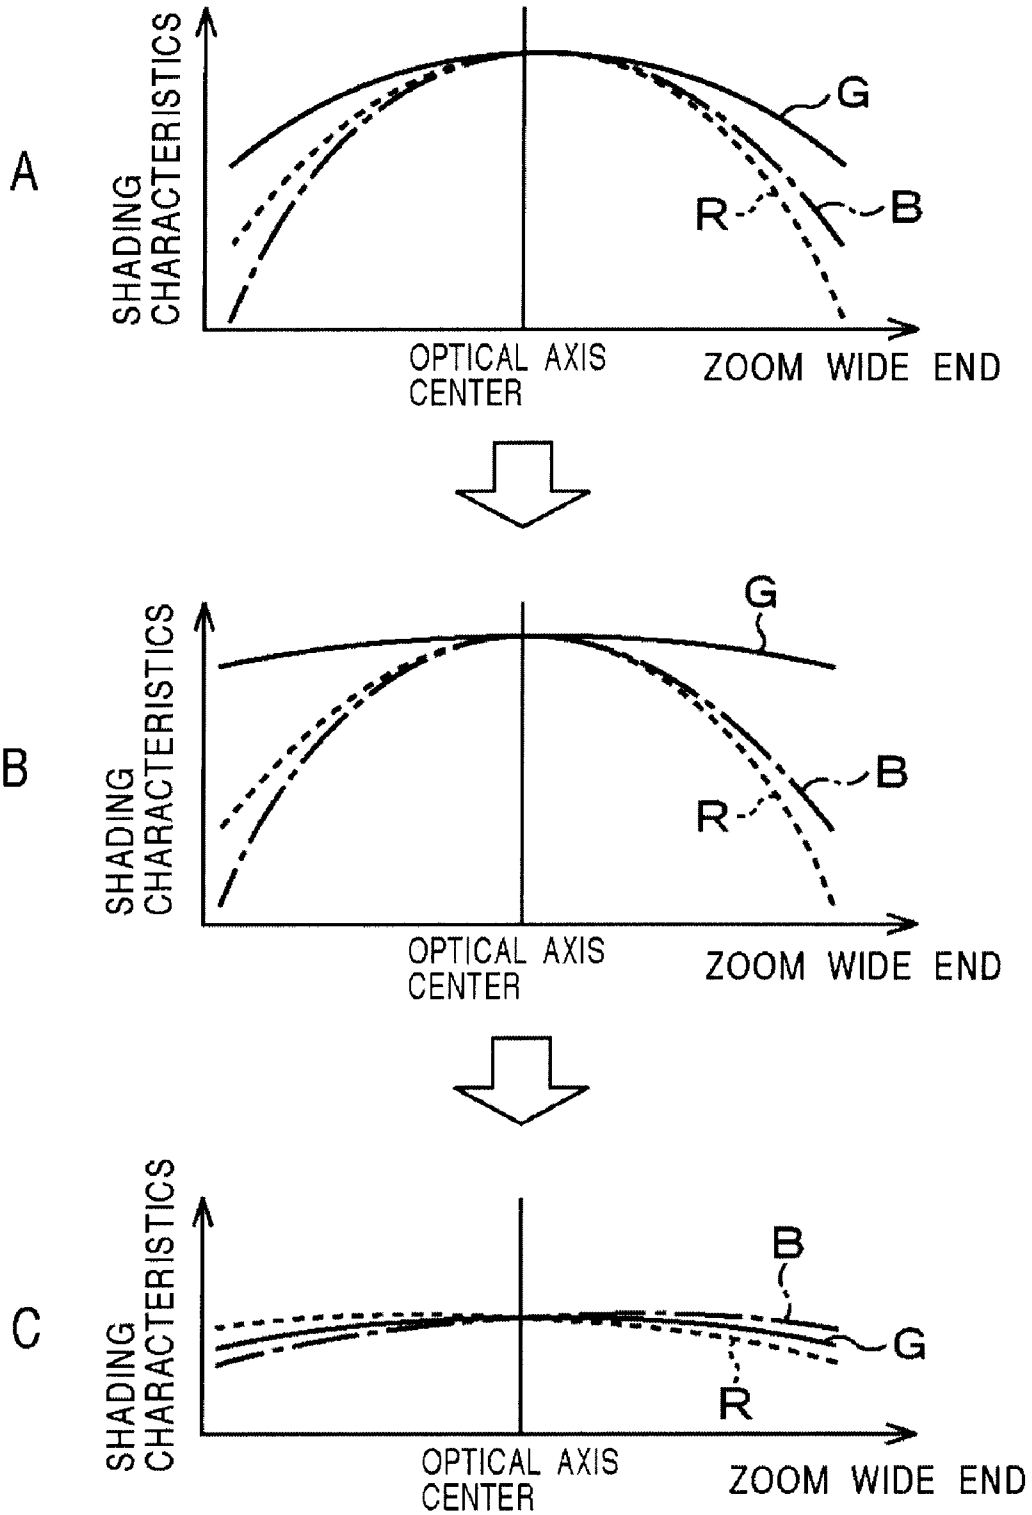 A
SHADING
CHARACTERISTICS
G
R
B
OPTICAL AXIS
CENTER
ZOOM WIDE END
B
SHADING
CHARACTERISTICS
G
B
R
OPTICAL AXIS
CENTER
ZOOM WIDE END
C
SHADING
CHARACTERISTICS
B
G
R
OPTICAL AXIS
CENTER
ZOOM WIDE END